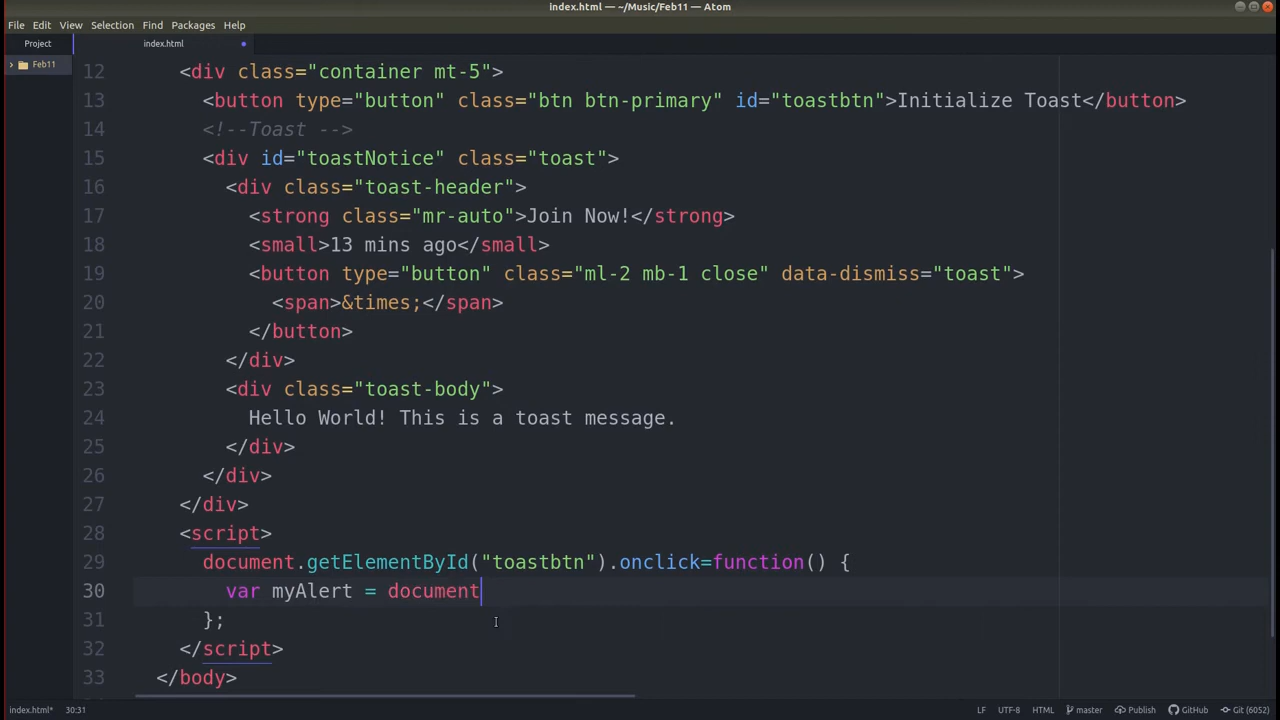 index.html — ~/Music/Feb11 — Atom
File Edit View Selection Find Packages Help
Project
index.html
Feb11
12 <div class="container mt-5">
13 <button type="button" class="btn btn-primary" id="toastbtn">Initialize Toast</button>
14 <!--Toast -->
15 <div id="toastNotice" class="toast">
16 <div class="toast-header">
17 <strong class="mr-auto">Join Now!</strong>
18 <small>13 mins ago</small>
19 <button type="button" class="ml-2 mb-1 close" data-dismiss="toast">
20 <span>&times;</span>
21 </button>
22 </div>
23 <div class="toast-body">
24 Hello World! This is a toast message.
25 </div>
26 </div>
27 </div>
28 <script>
29 document.getElementById("toastbtn").onclick=function() {
30 var myAlert = document
31 };
32 </script>
33 </body>
index.html* 30:31 LF UTF-8 HTML master Publish GitHub Git (6052)